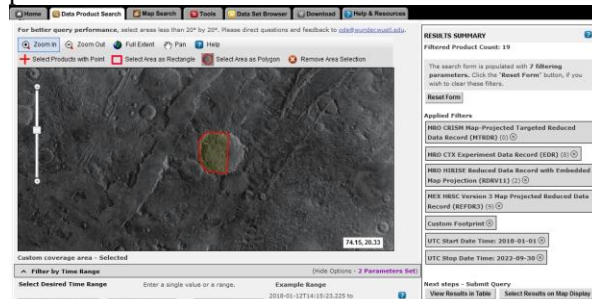 Home Data Product Search Map Search Tools Data Set Browser Download Help & Resources
For better query performance, select areas less than 20° by 20°. Please direct questions and feedback to ode@wunder.wustl.edu.
Zoom In Zoom Out Full Extent Pan Help
Select Products with Point Select Area as Rectangle Select Area as Polygon Remove Area Selection
74.15, 20.33
Custom coverage area - Selected
Filter by Time Range (Hide Options - 2 Parameters Set)
Select Desired Time Range Enter a single value or a range. Example Range
2018-01-12T14:15:23.225 to
RESULTS SUMMARY
Filtered Product Count: 19
The search form is populated with 7 filtering
parameters. Click the "Reset Form" button, if you
wish to clear these filters.
Reset Form
Applied Filters
MRO CRISM Map-Projected Targeted Reduced
Data Record (MTRDR) (0)
MRO CTX Experiment Data Record (EDR) (8)
MRO HIRISE Reduced Data Record with Embedded
Map Projection (RDRV11) (2)
MEX HRSC Version 3 Map Projected Reduced Data
Record (REFDR3) (9)
Custom Footprint
UTC Start Date Time: 2018-01-01
UTC Stop Date Time: 2022-09-30
Next steps - Submit Query
View Results in Table Select Results on Map Display